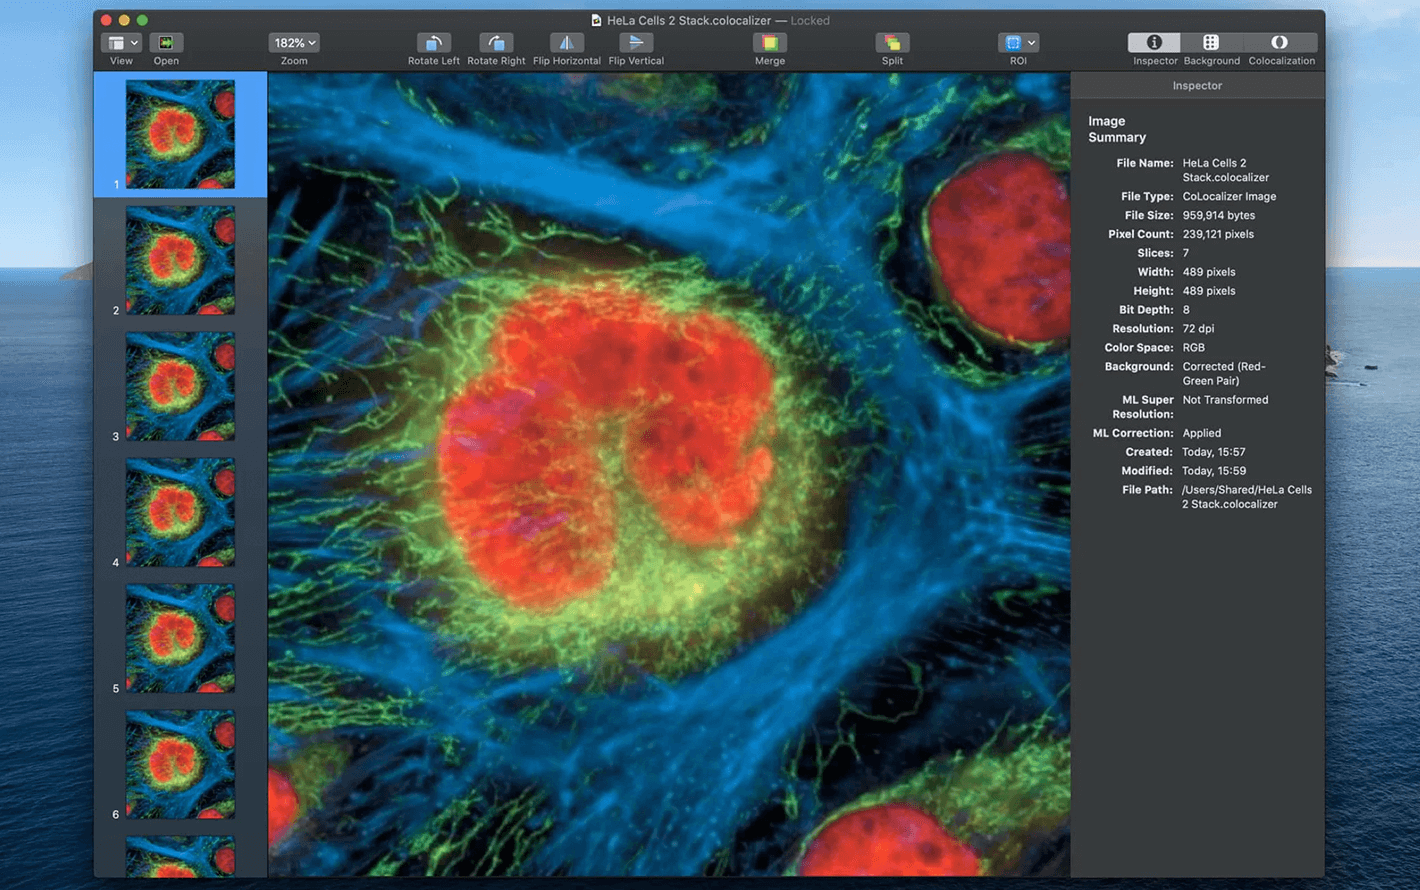 HeLa Cells 2 Stack.colocalizer — Locked
182%
View Open Zoom Rotate Left Rotate Right Flip Horizontal Flip Vertical Merge Split ROI Inspector Background Colocalization
Inspector
Image
Summary
File Name: HeLa Cells 2
Stack.colocalizer
File Type: CoLocalizer Image
File Size: 959,914 bytes
Pixel Count: 239,121 pixels
Slices: 7
Width: 489 pixels
Height: 489 pixels
Bit Depth: 8
Resolution: 72 dpi
Color Space: RGB
Background: Corrected (Red-
Green Pair)
ML Super Not Transformed
Resolution:
ML Correction: Applied
Created: Today, 15:57
Modified: Today, 15:59
File Path: /Users/Shared/HeLa Cells
2 Stack.colocalizer
1
2
3
4
5
6